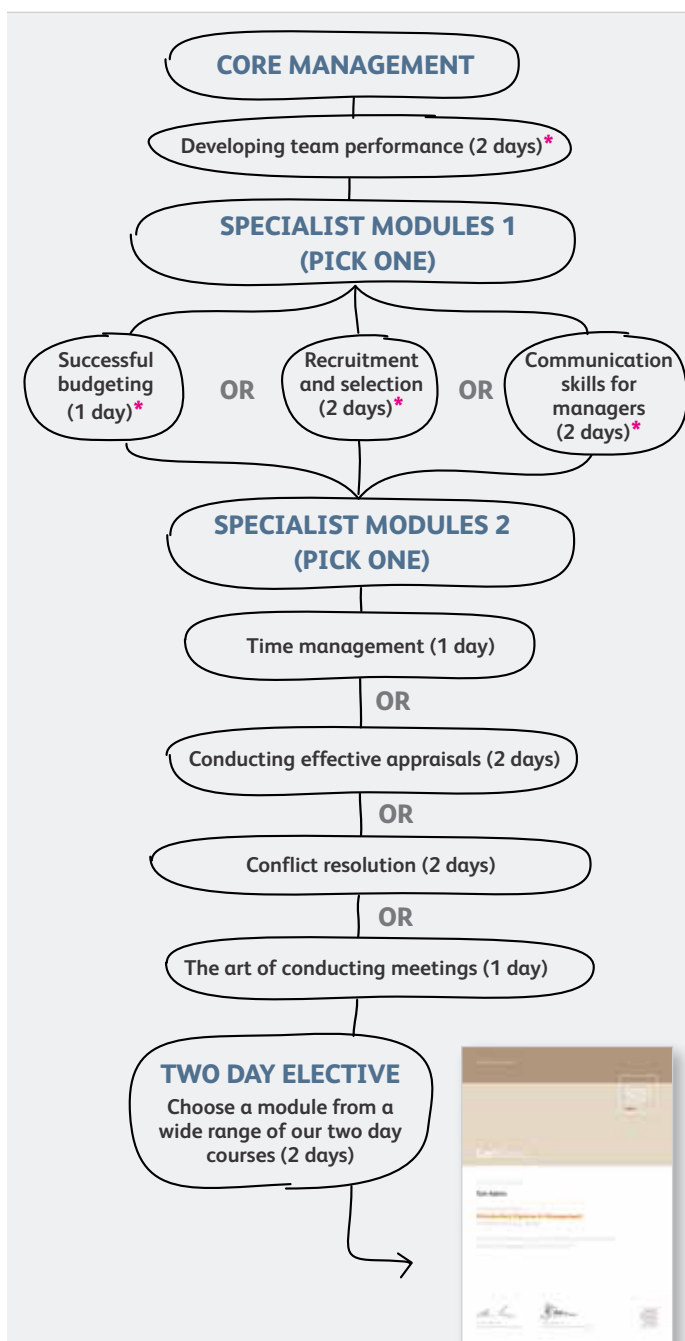 CORE MANAGEMENT
Developing team performance (2 days)*
SPECIALIST MODULES 1
(PICK ONE)
Successful
budgeting
(1 day)*
OR
Recruitment
and selection
(2 days)*
OR
Communication
skills for
managers
(2 days)*
SPECIALIST MODULES 2
(PICK ONE)
Time management (1 day)
OR
Conducting effective appraisals (2 days)
OR
Conflict resolution (2 days)
OR
The art of conducting meetings (1 day)
TWO DAY ELECTIVE
Choose a module from a
wide range of our two day
courses (2 days)